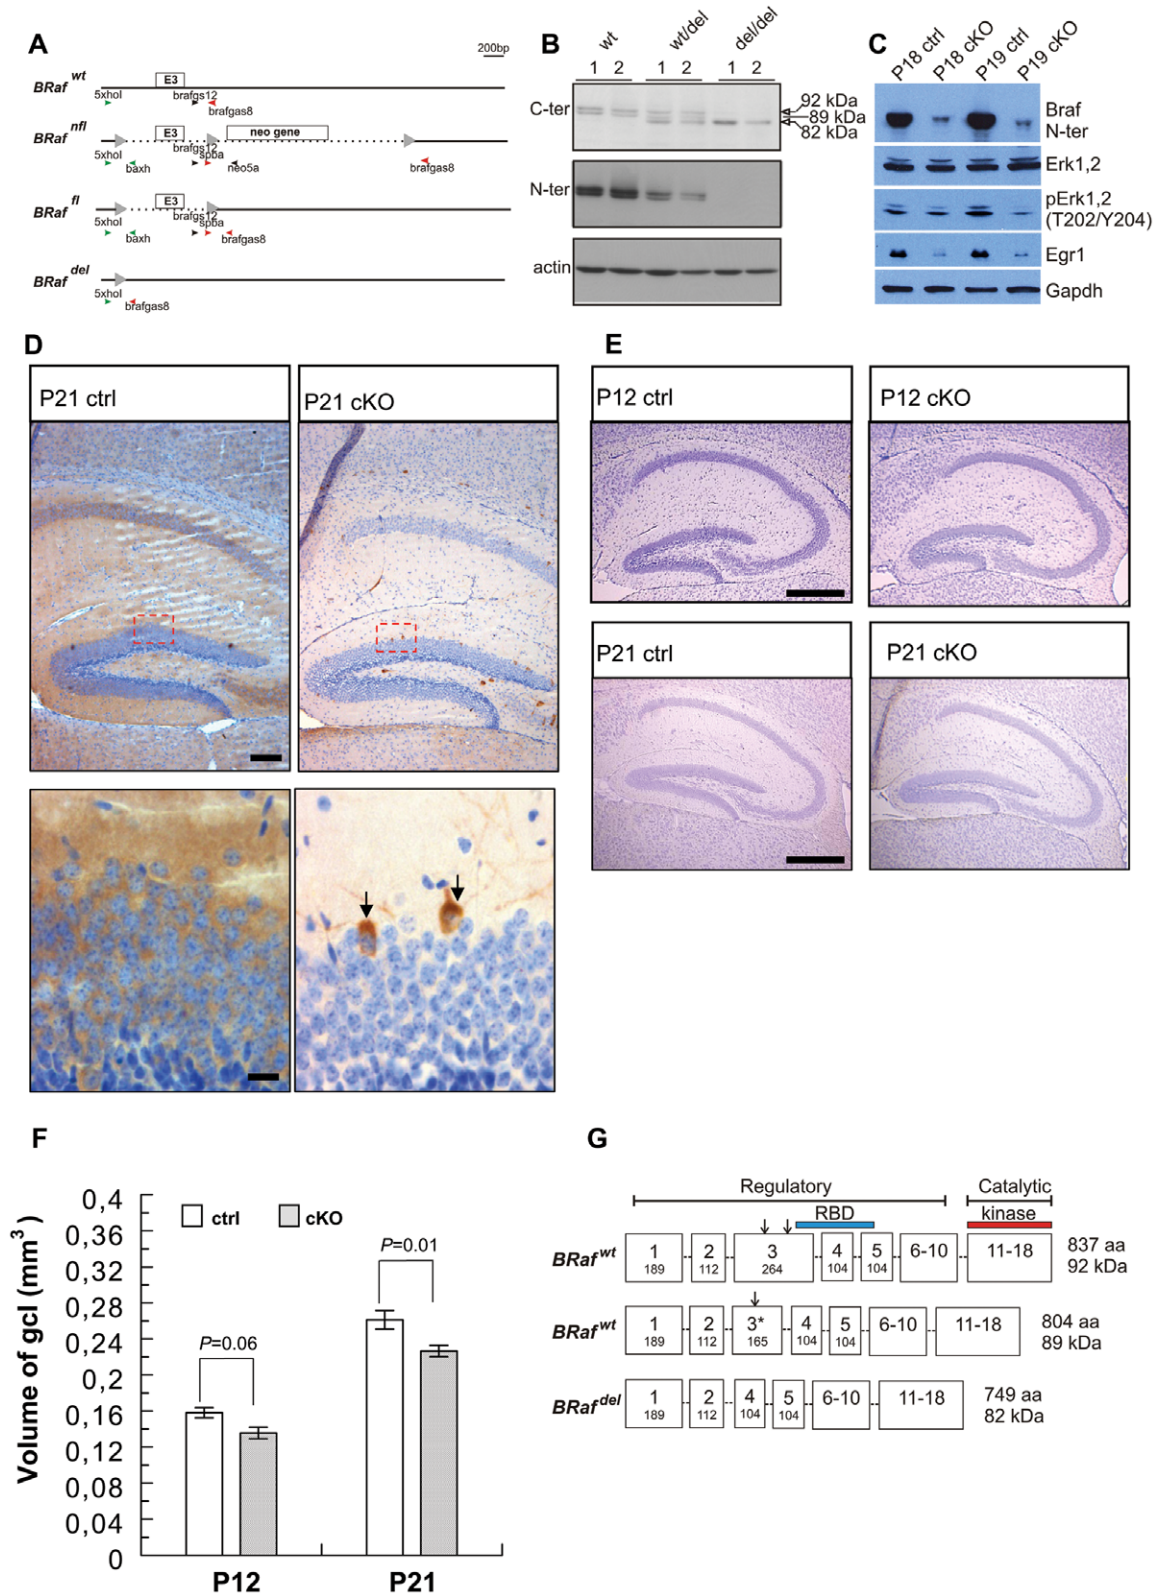 A
200bp
BRaf wt
E3
5xhoI
brafgs12
brafgas8
BRaf nfl
E3
neo gene
5xhoI
brafgs12
spba
baxh
neo5a
brafgas8
BRaf fl
E3
5xhoI
brafgs12
spba
baxh
brafgas8
BRaf del
5xhoI
brafgas8
B
wt
wt/del
del/del
1 2 1 2 1 2
C-ter
92 kDa
89 kDa
82 kDa
N-ter
actin
C
P18 ctrl
P18 cKO
P19 ctrl
P19 cKO
Braf
N-ter
Erk1,2
pErk1,2
(T202/Y204)
Egr1
Gapdh
D
P21 ctrl
P21 cKO
E
P12 ctrl
P12 cKO
P21 ctrl
P21 cKO
F
Volume of gcl (mm3)
0,4
0,36
0,32
0,28
0,24
0,2
0,16
0,12
0,08
0,04
0
ctrl
cKO
P=0.06
P=0.01
P12
P21
G
Regulatory
Catalytic
RBD
kinase
BRaf wt
1 2 3 4 5 6-10 11-18
189 112 264 104 104
837 aa
92 kDa
BRaf wt
1 2 3* 4 5 6-10 11-18
189 112 165 104 104
804 aa
89 kDa
BRaf del
1 2 4 5 6-10 11-18
189 112 104 104
749 aa
82 kDa